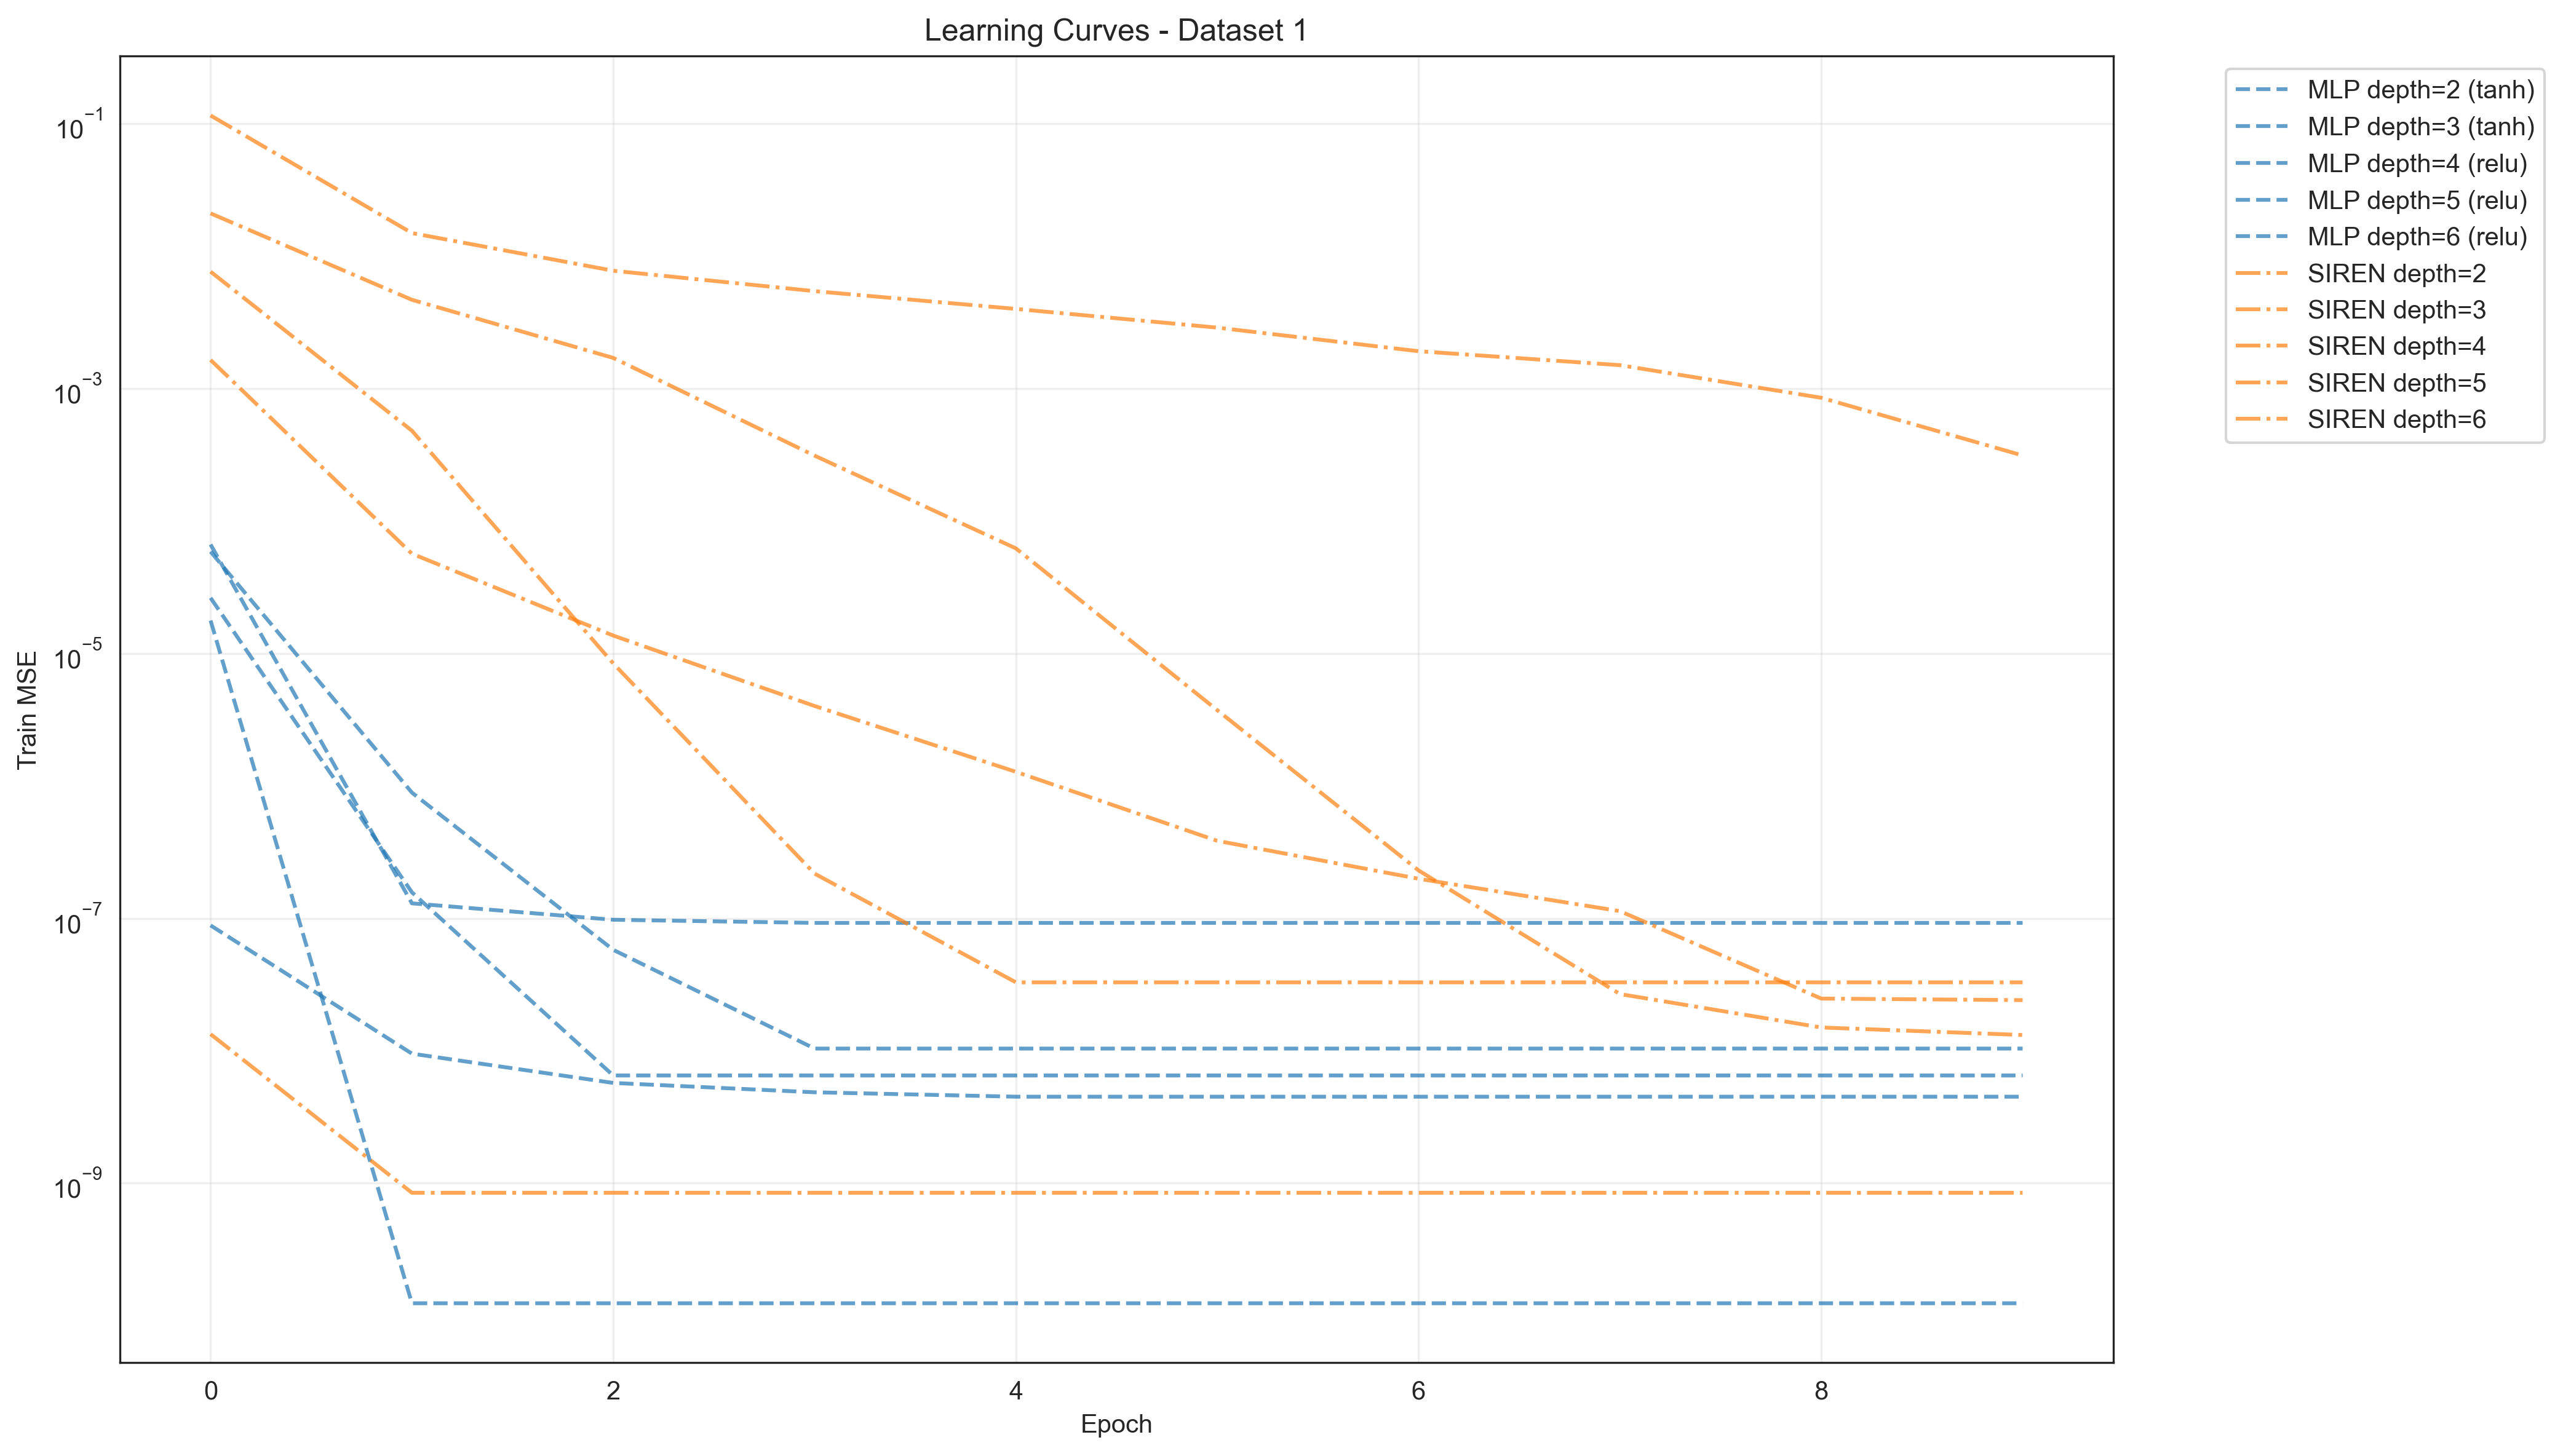 Learning Curves - Dataset 1
10⁻¹
10⁻³
10⁻⁵
10⁻⁷
10⁻⁹
Train MSE
0 2 4 6 8
Epoch
MLP depth=2 (tanh)
MLP depth=3 (tanh)
MLP depth=4 (relu)
MLP depth=5 (relu)
MLP depth=6 (relu)
SIREN depth=2
SIREN depth=3
SIREN depth=4
SIREN depth=5
SIREN depth=6